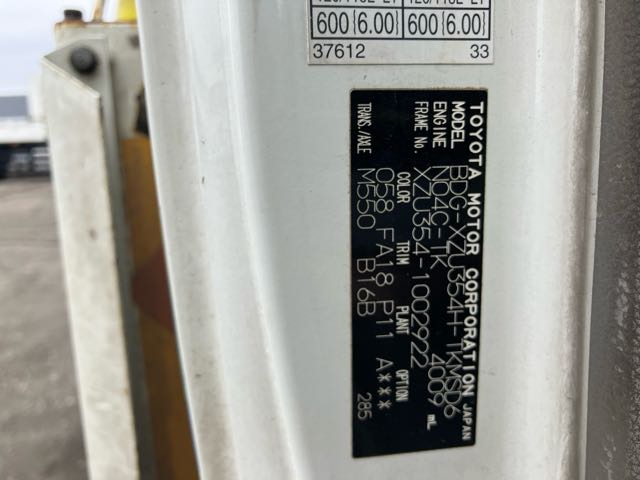 600{6.00} 600{6.00}
37612 33
TOYOTA MOTOR CORPORATION JAPAN
MODEL BDG-XZU354H-TKMSD6
ENGINE N04C-TK 4009 mL
FRAME No. XZU354-1002922
COLOR TRIM PLANT OPTION
058 FA18 P11 A*** 285
TRANS./AXLE M550 B16B